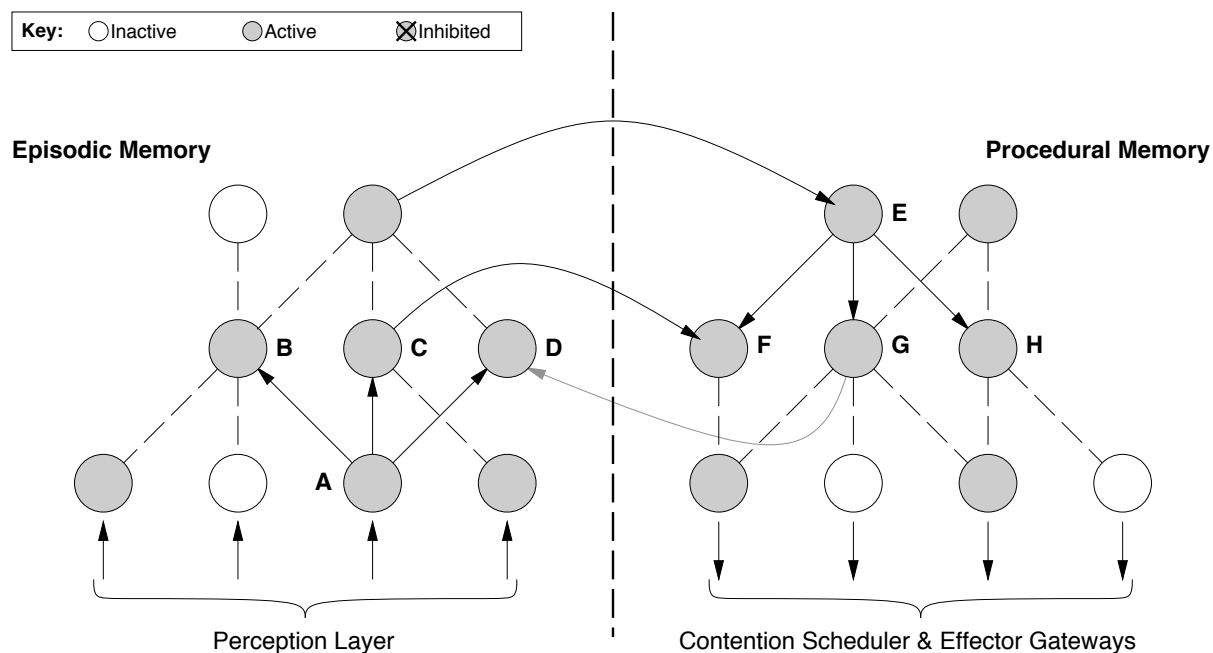 Key: Inactive Active Inhibited
Episodic Memory Procedural Memory
E
B C D F G H
A
Perception Layer Contention Scheduler & Effector Gateways